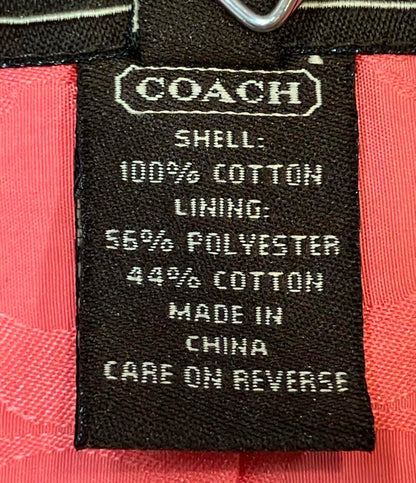 COACH
SHELL:
100% COTTON
LINING:
56% POLYESTER
44% COTTON
MADE IN
CHINA
CARE ON REVERSE